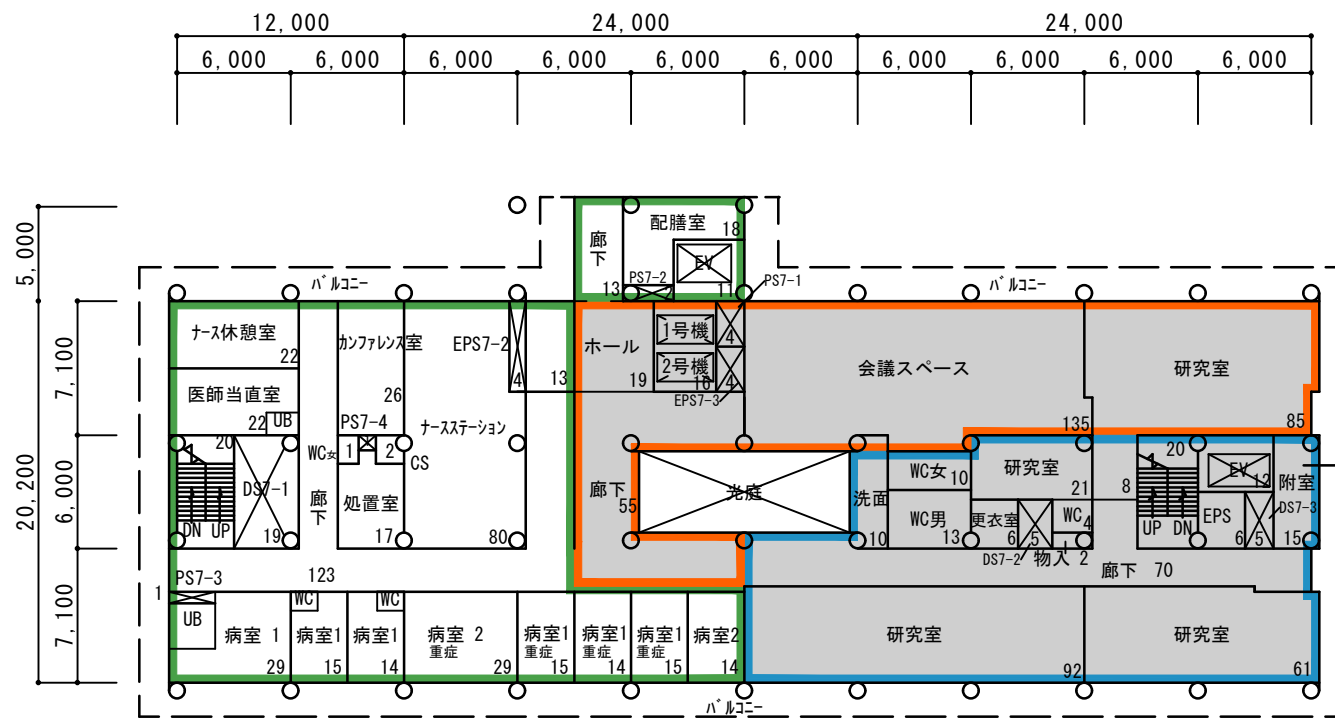 12,000
24,000
24,000
6,000
6,000
6,000
6,000
6,000
6,000
6,000
6,000
6,000
6,000
5,000
7,100
20,200
6,000
7,100
バルコニー
バルコニー
廊下
13
配膳室
18
PS7-2
2
EV
11
PS7-1
ナース休憩室
22
カンファレンス室
26
EPS7-2
4
13
ホール
19
1号機
2号機
16
4
4
EPS7-3
会議スペース
135
研究室
85
医師当直室
22
UB
PS7-4
1
2
ナースステーション
80
CS
20
DN UP
DS7-1
19
WC女
廊下
処置室
17
廊下
55
光庭
洗面
10
WC女
10
WC男
13
研究室
21
更衣室
6
5
DS7-2
WC
4
物入 2
8
20
UP DN
EV
12
EPS
6
5
附室
15
DS7-3
廊下 70
PS7-3
1
123
UB
病室 1
29
WC
病室1
15
WC
病室1
14
病室 2
重症
29
病室1
重症
15
病室1
重症
14
病室1
重症
15
病室2
14
研究室
92
研究室
61
バルコニー